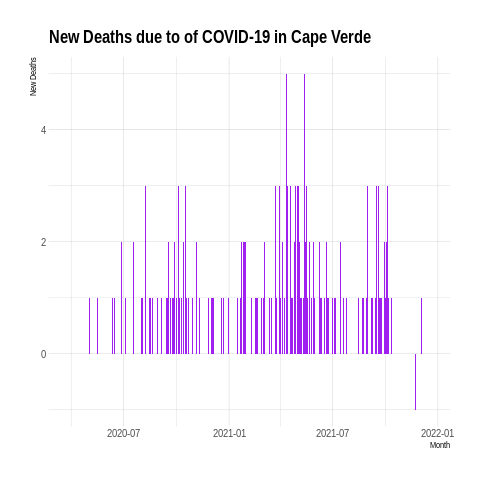 New Deaths due to of COVID-19 in Cape Verde
New Deaths
4
2
0
2020-07 2021-01 2021-07 2022-01
Month